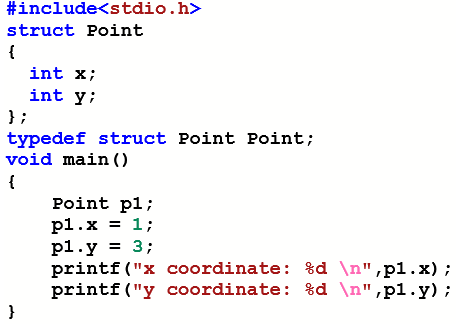 #include<stdio.h>
struct Point
{
  int x;
  int y;
};
typedef struct Point Point;
void main()
{
    Point p1;
    p1.x = 1;
    p1.y = 3;
    printf("x coordinate: %d \n",p1.x);
    printf("y coordinate: %d \n",p1.y);
}